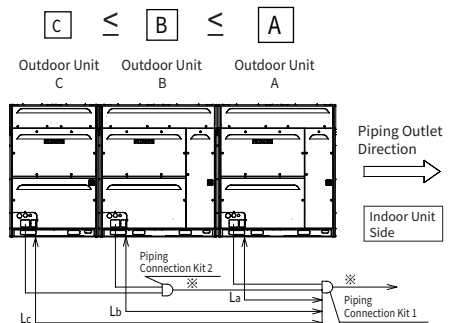 C ≤ B ≤ A
Outdoor Unit
C
Outdoor Unit
B
Outdoor Unit
A
Piping Outlet
Direction
Indoor Unit
Side
Piping
Connection Kit 2
※
※
La
Lb
Lc
Piping
Connection Kit 1